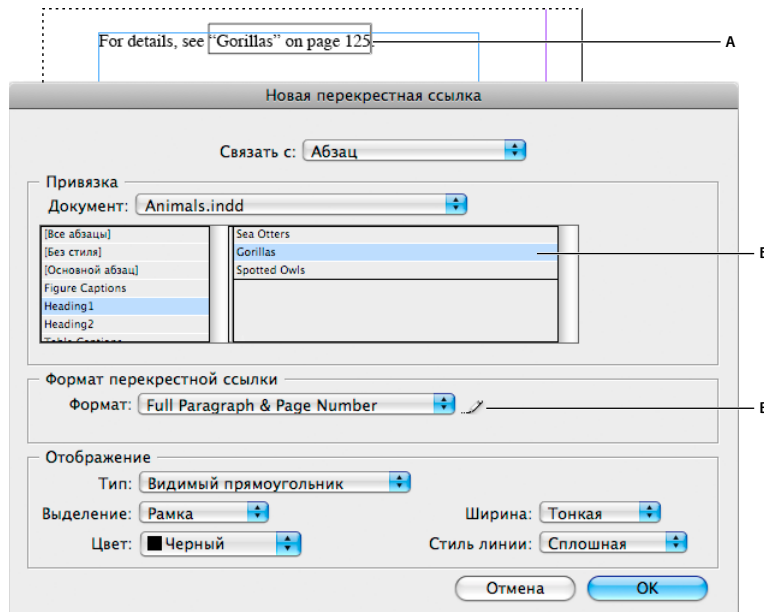 For details, see “Gorillas” on page 125.
A
Новая перекрестная ссылка
Связать с: Абзац
Привязка
Документ: Animals.indd
[Все абзацы]
[Без стиля]
[Основной абзац]
Figure Captions
Heading1
Heading2
Table Captions
Sea Otters
Gorillas
Spotted Owls
Формат перекрестной ссылки
Формат: Full Paragraph & Page Number
Отображение
Тип: Видимый прямоугольник
Выделение: Рамка
Ширина: Тонкая
Цвет: Черный
Стиль линии: Сплошная
Отмена
OK